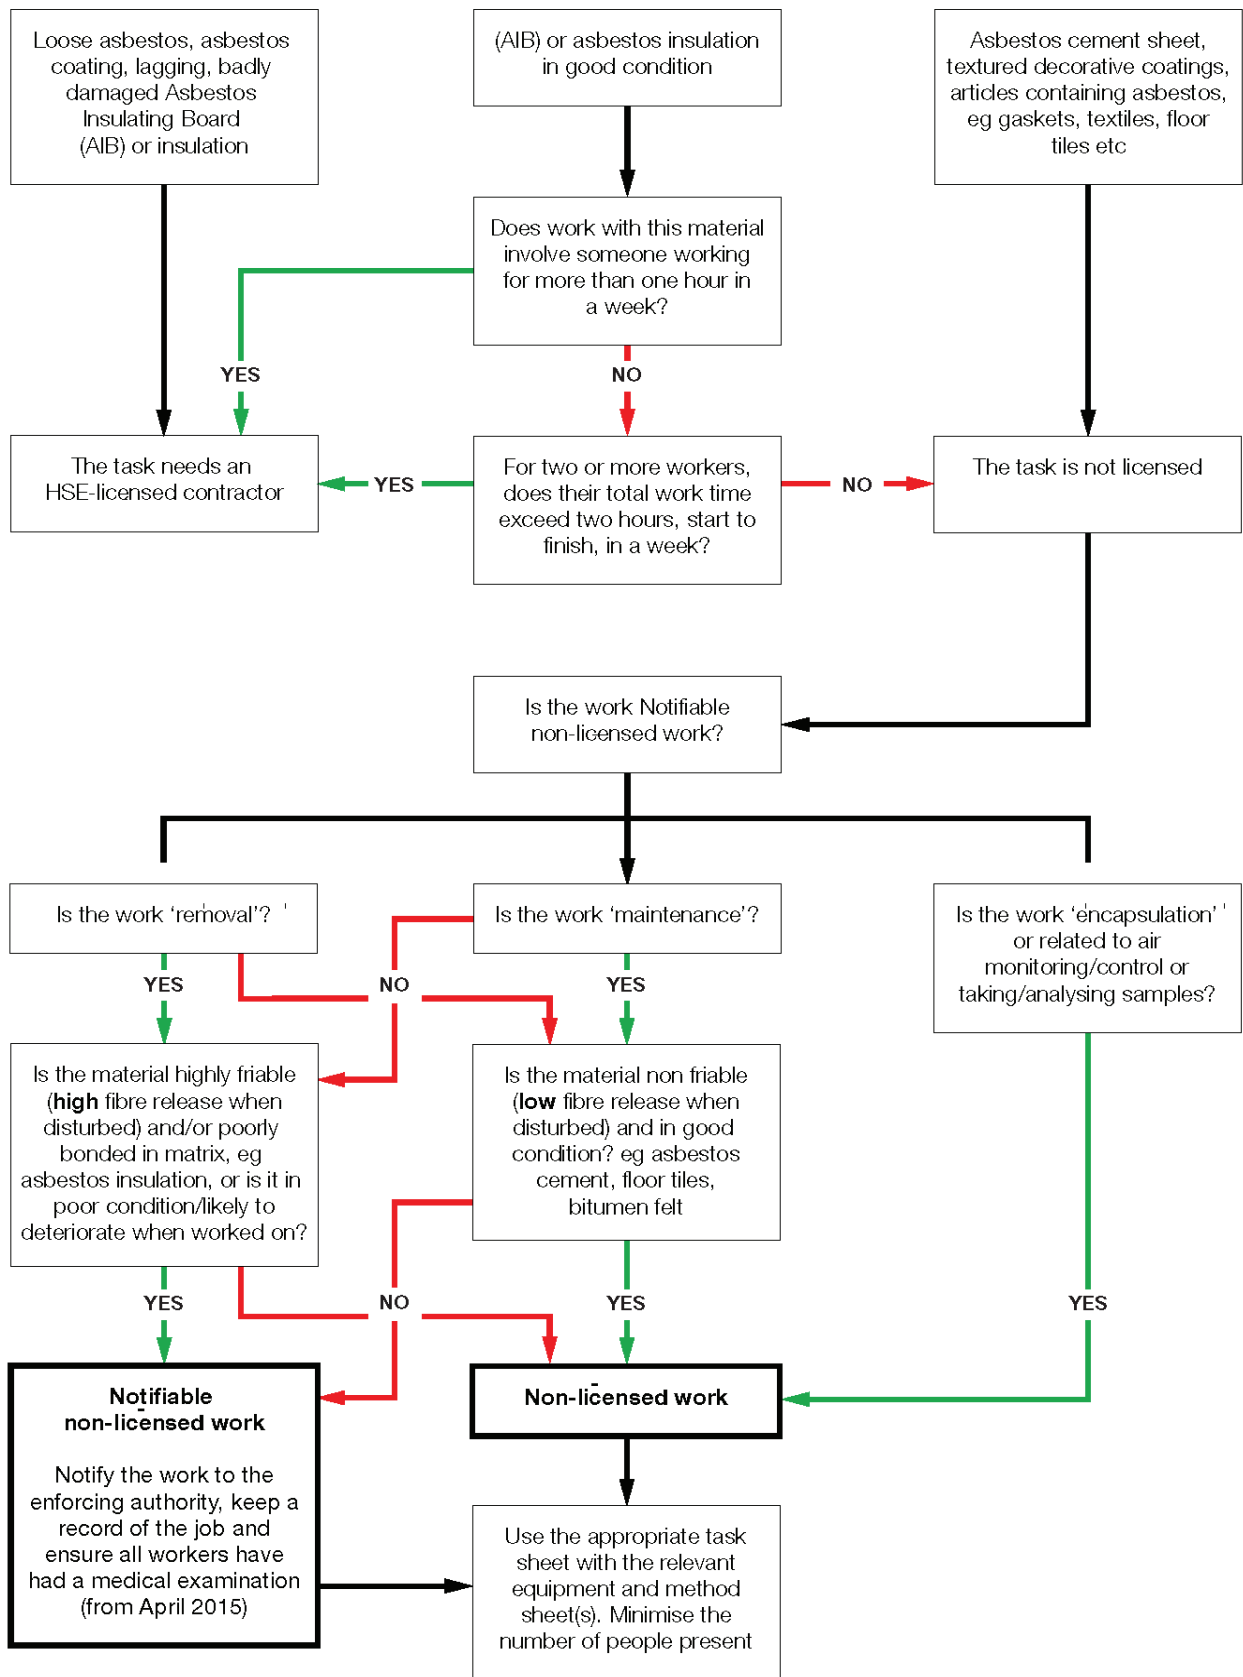 Loose asbestos, asbestos
coating, lagging, badly
damaged Asbestos
Insulating Board
(AIB) or insulation
(AIB) or asbestos insulation
in good condition
Asbestos cement sheet,
textured decorative coatings,
articles containing asbestos,
eg gaskets, textiles, floor
tiles etc
Does work with this material
involve someone working
for more than one hour in
a week?
YES
NO
The task needs an
HSE-licensed contractor
YES
For two or more workers,
does their total work time
exceed two hours, start to
finish, in a week?
NO
The task is not licensed
Is the work Notifiable
non-licensed work?
Is the work ‘removal’?
Is the work ‘maintenance’?
Is the work ‘encapsulation’
or related to air
monitoring/control or
taking/analysing samples?
YES
NO
YES
Is the material highly friable
(high fibre release when
disturbed) and/or poorly
bonded in matrix, eg
asbestos insulation, or is it in
poor condition/likely to
deteriorate when worked on?
Is the material non friable
(low fibre release when
disturbed) and in good
condition? eg asbestos
cement, floor tiles,
bitumen felt
YES
NO
YES
YES
Notifiable
non-licensed work
Notify the work to the
enforcing authority, keep a
record of the job and
ensure all workers have
had a medical examination
(from April 2015)
Non-licensed work
Use the appropriate task
sheet with the relevant
equipment and method
sheet(s). Minimise the
number of people present